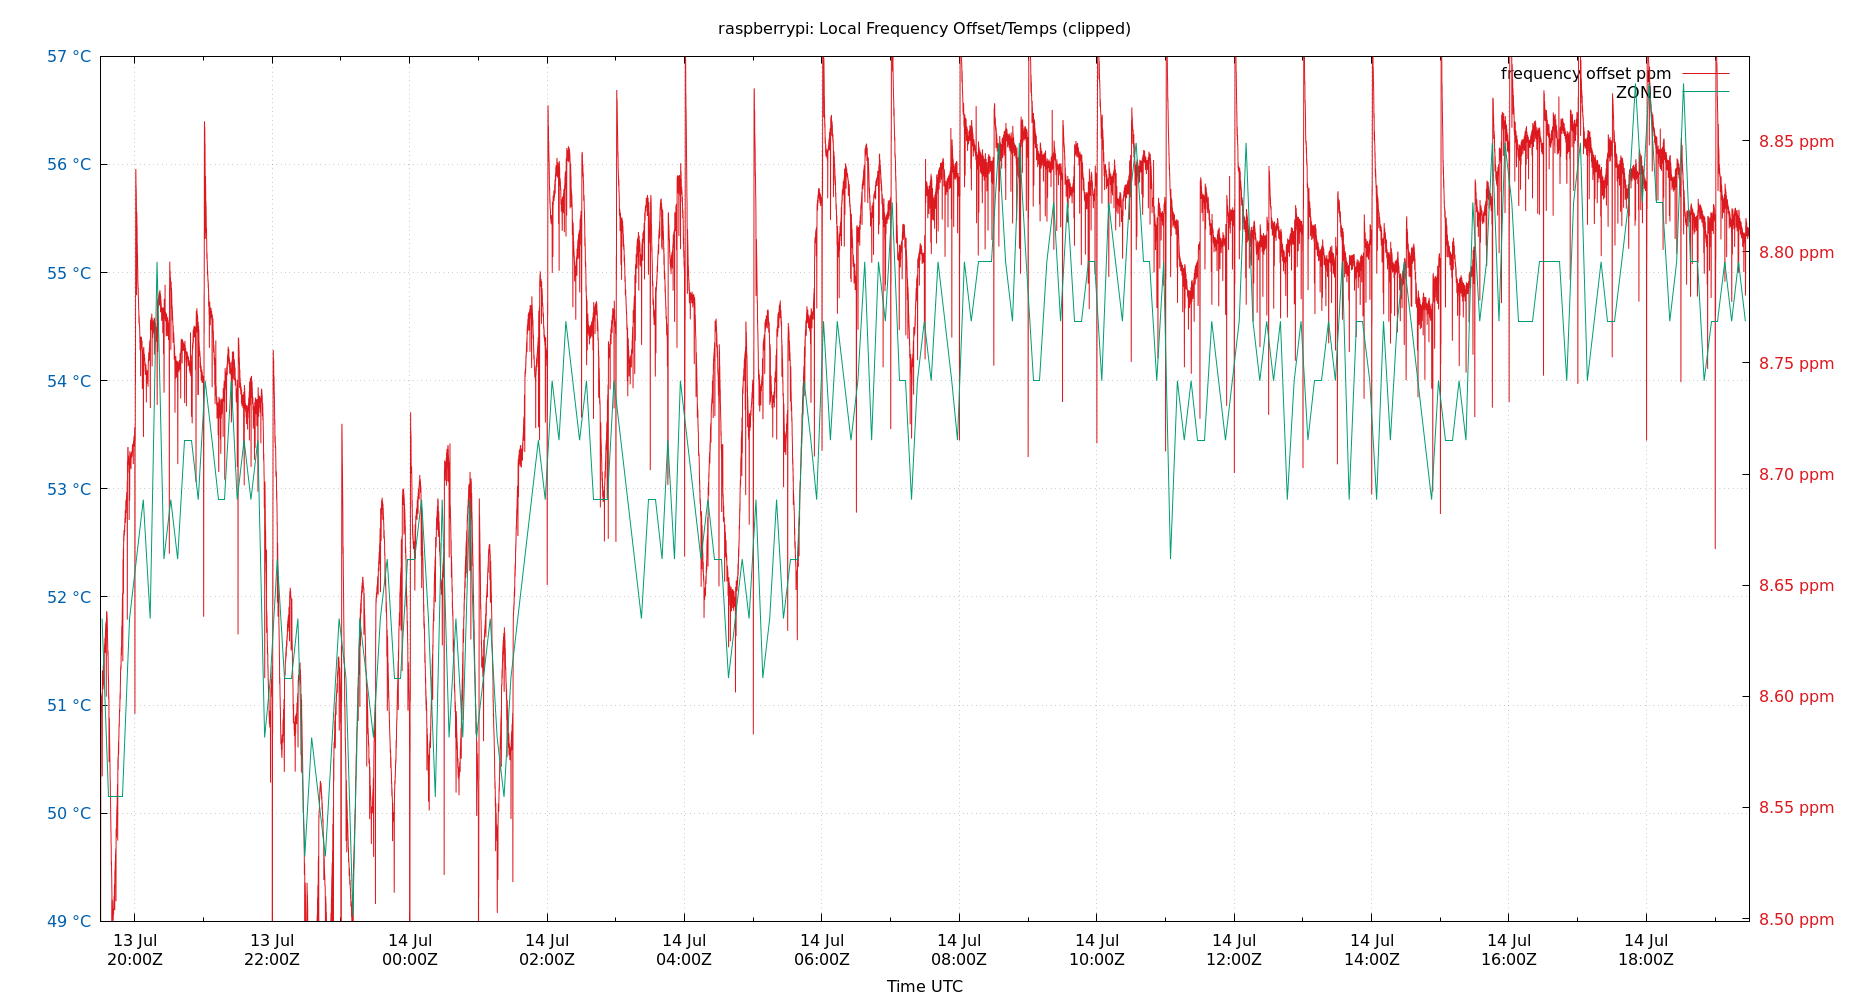 raspberrypi: Local Frequency Offset/Temps (clipped)
57 °C
56 °C
55 °C
54 °C
53 °C
52 °C
51 °C
50 °C
49 °C
frequency offset ppm
ZONE0
8.85 ppm
8.80 ppm
8.75 ppm
8.70 ppm
8.65 ppm
8.60 ppm
8.55 ppm
8.50 ppm
13 Jul 13 Jul 14 Jul 14 Jul 14 Jul 14 Jul 14 Jul 14 Jul 14 Jul 14 Jul 14 Jul 14 Jul
20:00Z 22:00Z 00:00Z 02:00Z 04:00Z 06:00Z 08:00Z 10:00Z 12:00Z 14:00Z 16:00Z 18:00Z
Time UTC